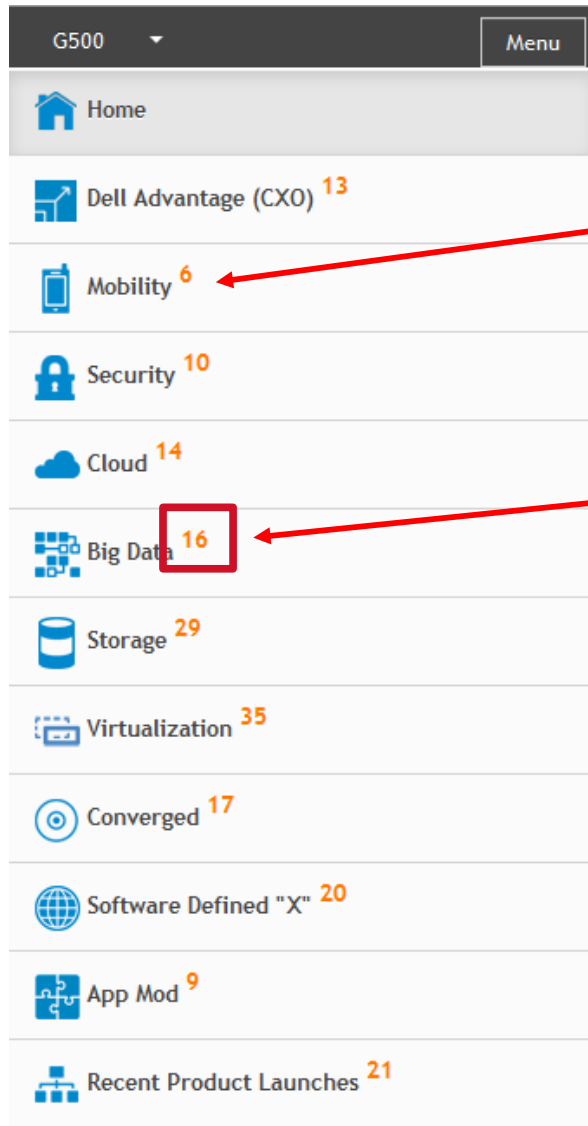 G500 Menu
Home
Dell Advantage (CXO) 13
Mobility 6
Security 10
Cloud 14
Big Data 16
Storage 29
Virtualization 35
Converged 17
Software Defined "X" 20
App Mod 9
Recent Product Launches 21